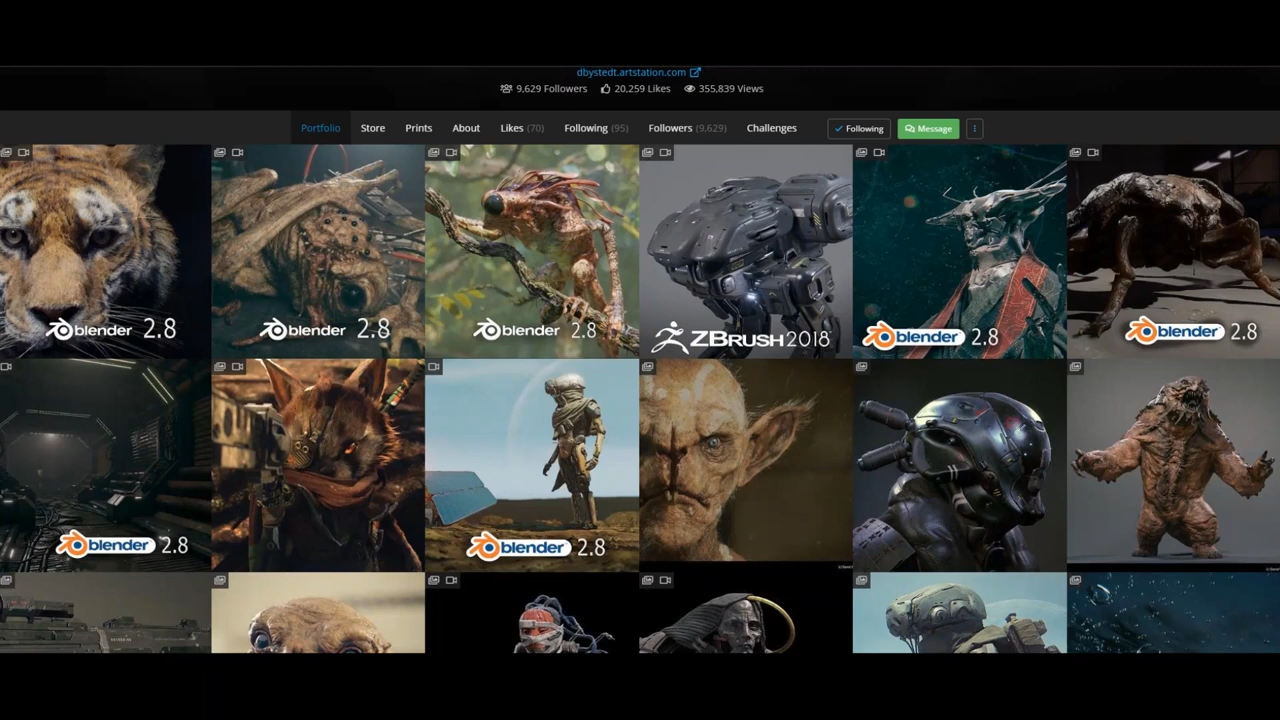 dbystedt.artstation.com
9,629 Followers 20,259 Likes 355,839 Views
Portfolio Store Prints About Likes (70) Following (95) Followers (9,629) Challenges Following Message
blender 2.8 blender 2.8 blender 2.8 ZBRUSH 2018 blender 2.8 blender 2.8
blender 2.8 blender 2.8